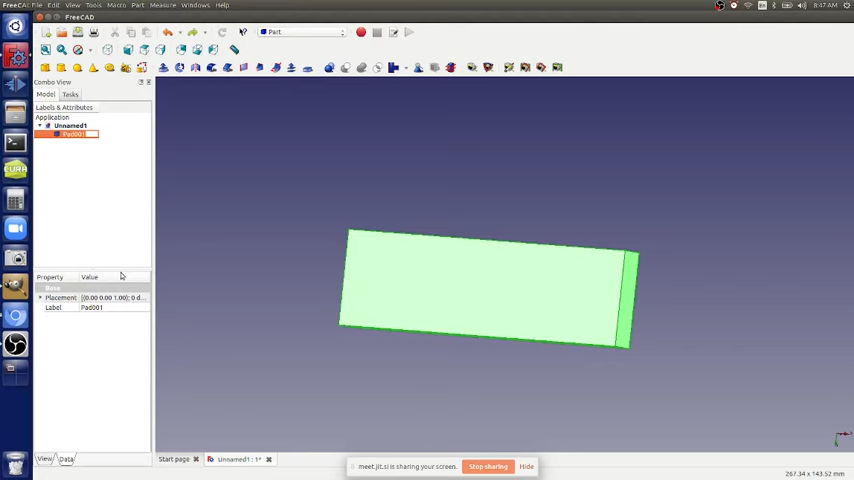 FreeCAD File Edit View Tools Macro Part Measure Windows Help
En
8:47 AM
FreeCAD
Part
Combo View
Model Tasks
Labels & Attributes
Application
Unnamed1
Pad001
Property Value
Base
Placement [(0.00 0.00 1.00); 0 d...
Label Pad001
View Data
Start page
Unnamed1 : 1*
meet.jit.si is sharing your screen. Stop sharing Hide
267.34 x 143.52 mm
CURA